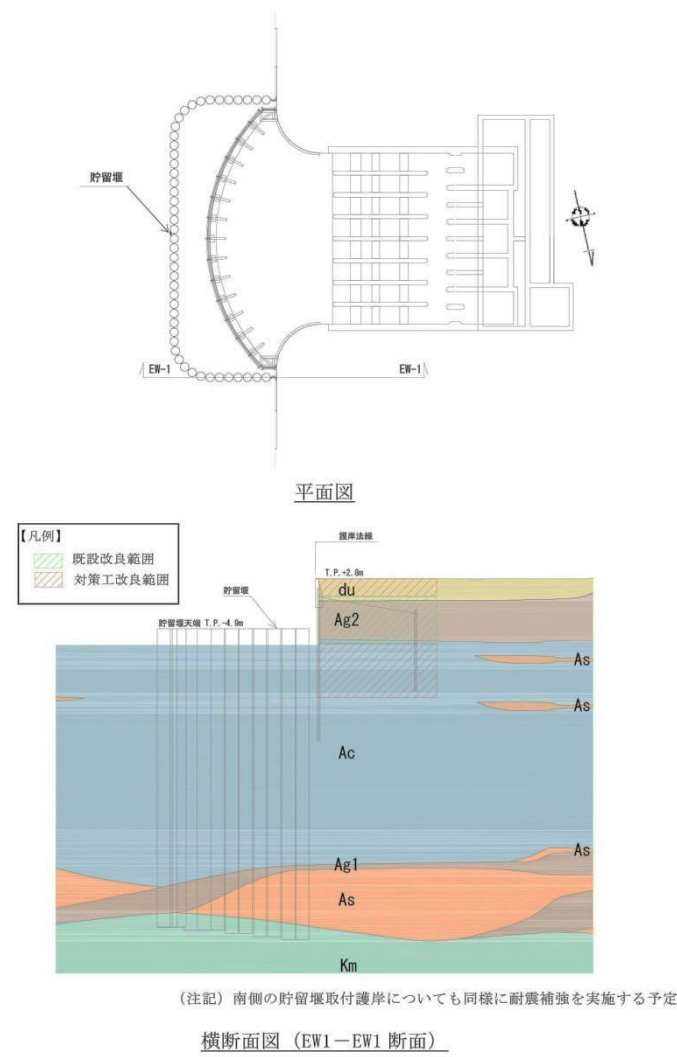 貯留堰
EW-1
EW-1
平面図
【凡例】
既設改良範囲
対策工改良範囲
護岸法線
T.P.+2.8m
貯留堰
貯留堰天端 T.P.-4.9m
du
Ag2
As
As
Ac
As
Ag1
As
Km
(注記)南側の貯留堰取付護岸についても同様に耐震補強を実施する予定
横断面図(EW1-EW1 断面)